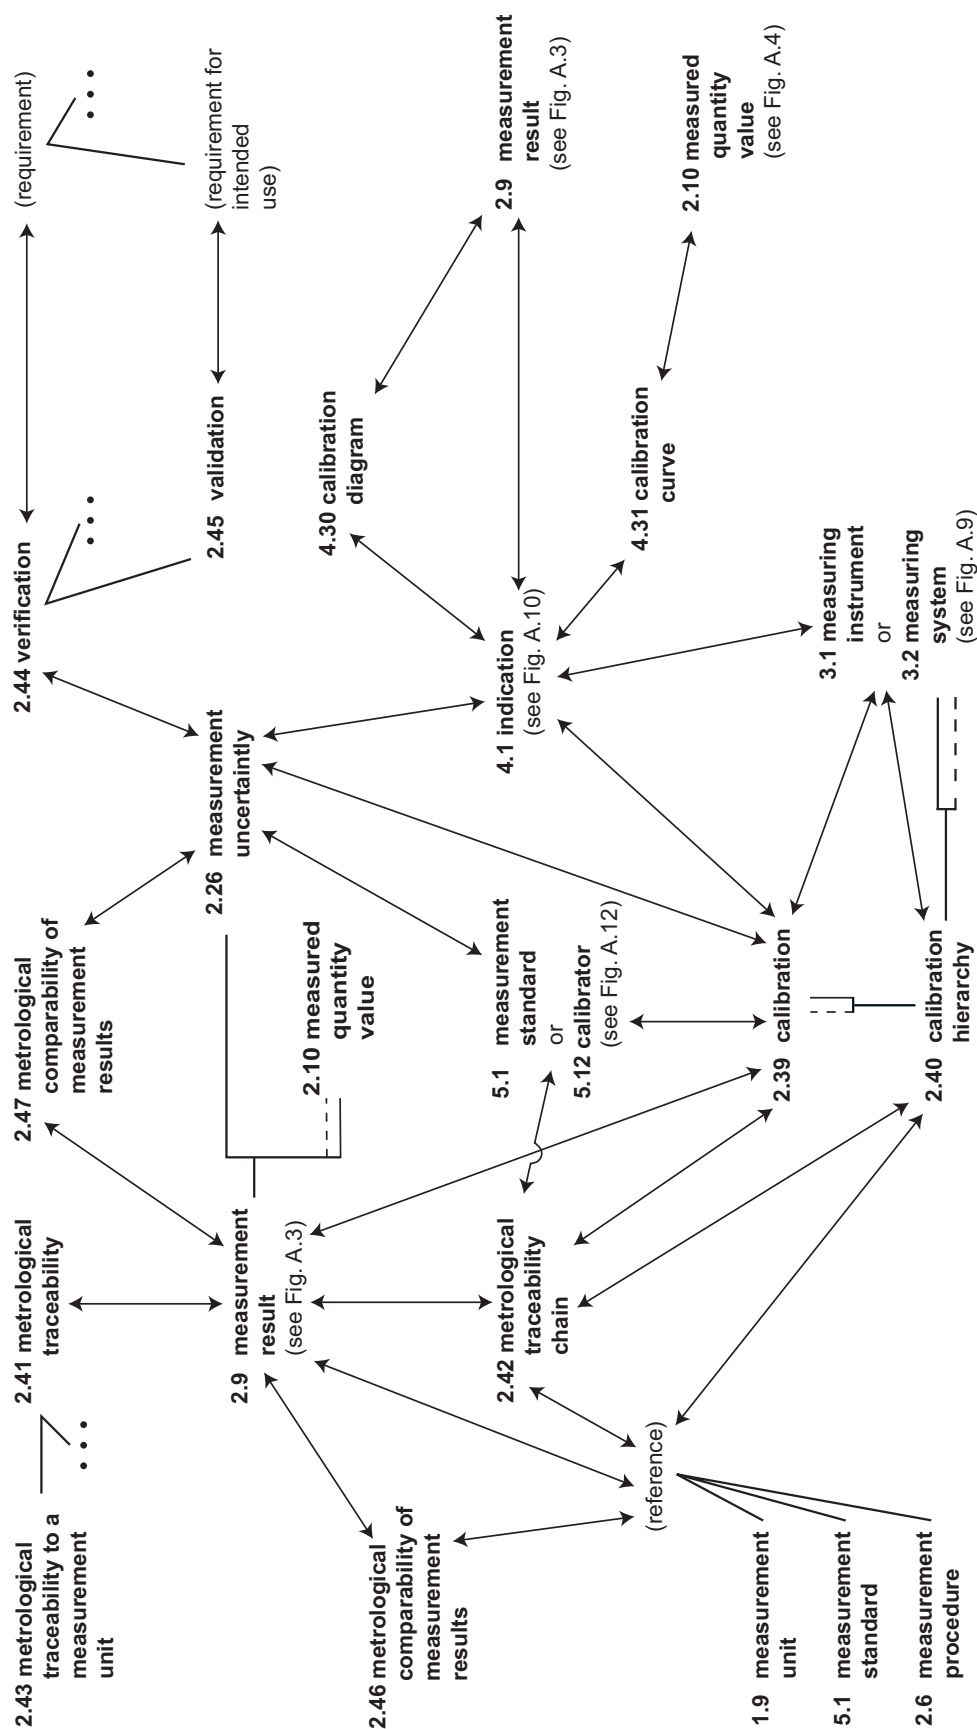 2.43 metrological
traceability to a
measurement
unit
2.41 metrological
traceability
2.47 metrological
comparability of
measurement
results
2.44 verification
(requirement)
2.9 measurement
result
(see Fig. A.3)
2.10 measured
quantity
value
2.26 measurement
uncertaintly
2.45 validation
(requirement for
intended
use)
2.46 metrological
comparability of
measurement
results
4.30 calibration
diagram
2.42 metrological
traceability
chain
5.1 measurement
standard
or
5.12 calibrator
(see Fig. A.12)
4.1 indication
(see Fig. A.10)
2.9 measurement
result
(see Fig. A.3)
(reference)
4.31 calibration
curve
2.10 measured
quantity
value
(see Fig. A.4)
1.9 measurement
unit
5.1 measurement
standard
2.6 measurement
procedure
2.39 calibration
2.40 calibration
hierarchy
3.1 measuring
instrument
or
3.2 measuring
system
(see Fig. A.9)